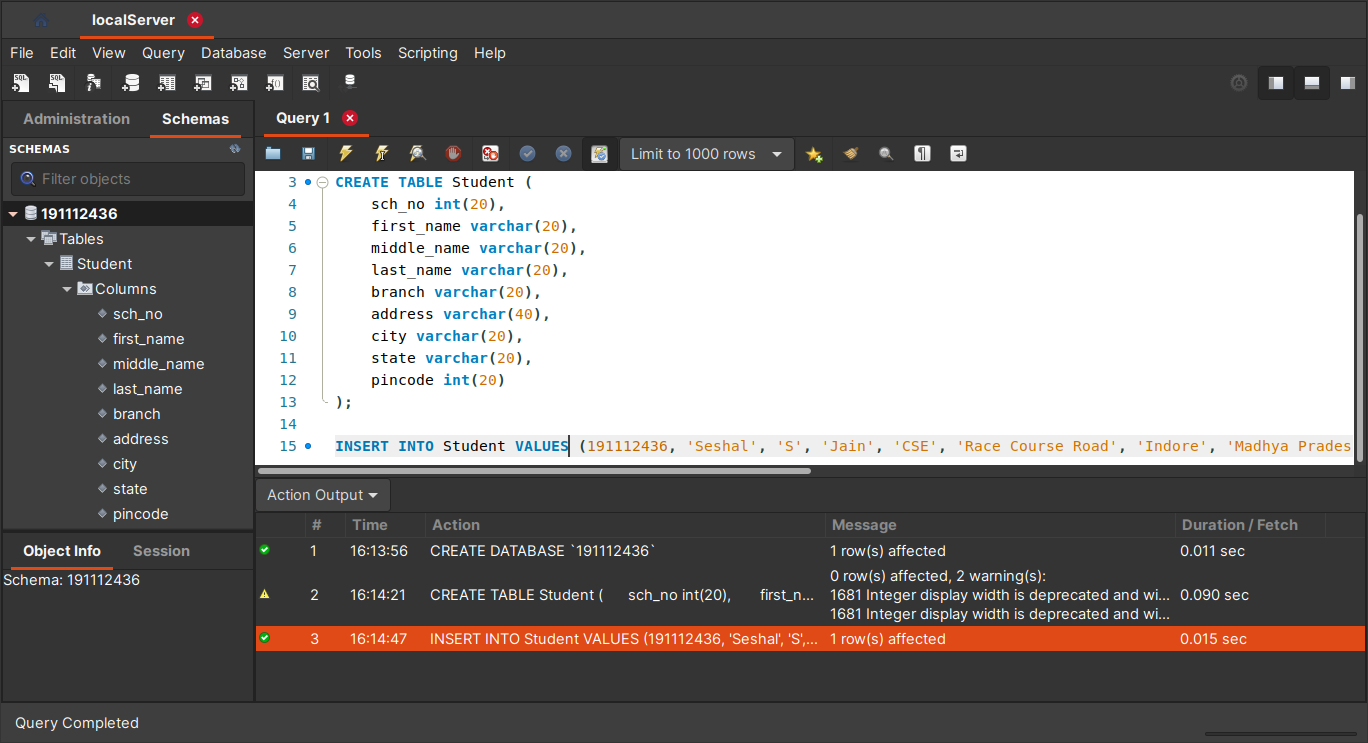 localServer
File Edit View Query Database Server Tools Scripting Help
Administration Schemas
SCHEMAS
Filter objects
191112436
Tables
Student
Columns
sch_no
first_name
middle_name
last_name
branch
address
city
state
pincode
Object Info Session
Schema: 191112436
Query 1
Limit to 1000 rows
3 CREATE TABLE Student (
4 sch_no int(20),
5 first_name varchar(20),
6 middle_name varchar(20),
7 last_name varchar(20),
8 branch varchar(20),
9 address varchar(40),
10 city varchar(20),
11 state varchar(20),
12 pincode int(20)
13 );
14
15 INSERT INTO Student VALUES (191112436, 'Seshal', 'S', 'Jain', 'CSE', 'Race Course Road', 'Indore', 'Madhya Prades
Action Output
# Time Action Message Duration / Fetch
1 16:13:56 CREATE DATABASE `191112436` 1 row(s) affected 0.011 sec
2 16:14:21 CREATE TABLE Student ( sch_no int(20), first_n... 0 row(s) affected, 2 warning(s): 0.090 sec
1681 Integer display width is deprecated and wi...
1681 Integer display width is deprecated and wi...
3 16:14:47 INSERT INTO Student VALUES (191112436, 'Seshal', 'S',... 1 row(s) affected 0.015 sec
Query Completed